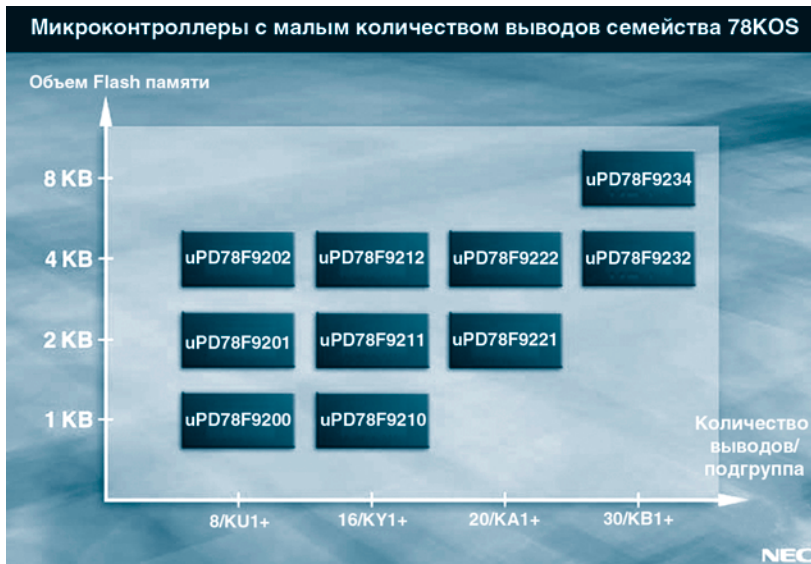 Микроконтроллеры с малым количеством выводов семейства 78KOS
Объем Flash памяти
8 KB
uPD78F9234
4 KB
uPD78F9202
uPD78F9212
uPD78F9222
uPD78F9232
2 KB
uPD78F9201
uPD78F9211
uPD78F9221
1 KB
uPD78F9200
uPD78F9210
Количество
выводов/
подгруппа
8/KU1+
16/KY1+
20/KA1+
30/KB1+
NEC